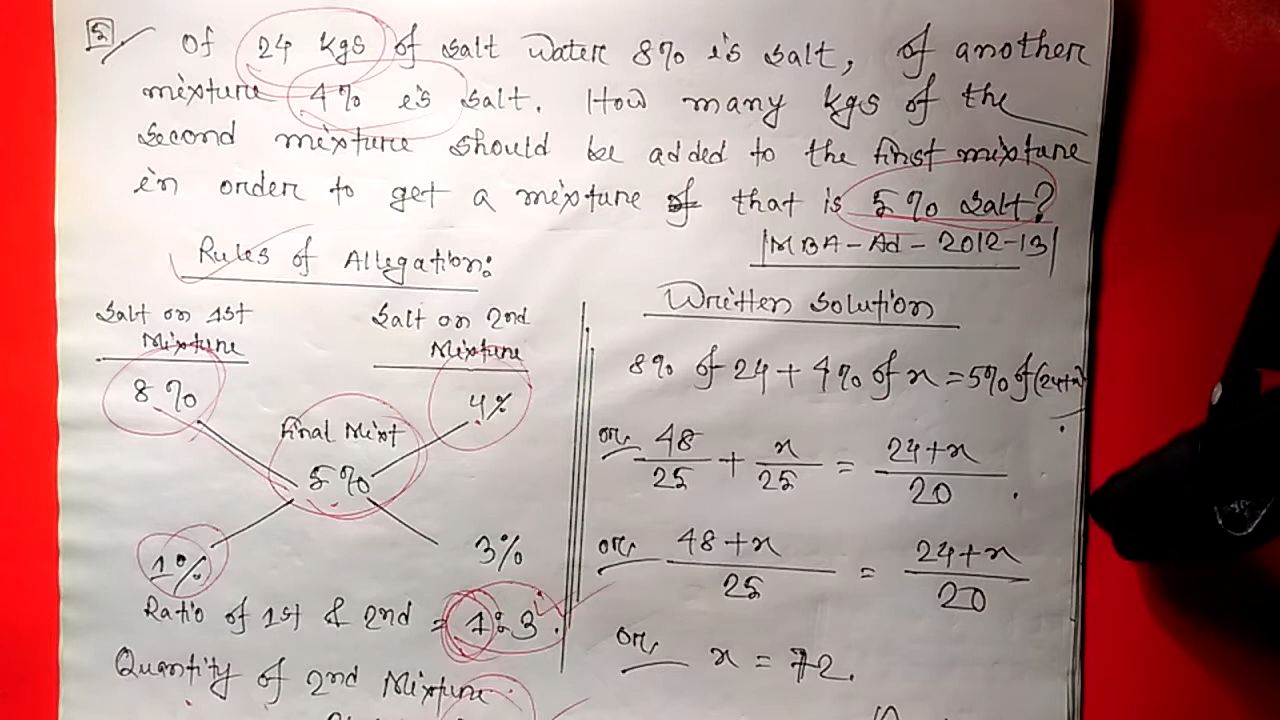 5/ Of 24 kgs of salt water 8% is salt, Of another
mixture 4% is salt. How many kgs of the
second mixture should be added to the first mixture
in order to get a mixture of that is 5% salt?
|MBA-Ad-2012-13|
Rules of Allegation:
Salt on 1st
Mixture
Salt on 2nd
Mixture
8%
4%
Final Mixt
5%
1%
3%
Ratio of 1st & 2nd = 1:3.
Quantity of 2nd Mixture
Written solution
8% of 24 + 4% of x = 5% of (24+x)
or, 48/25 + x/25 = 24+x/20.
or, 48+x/25 = 24+x/20
or, x = 72.